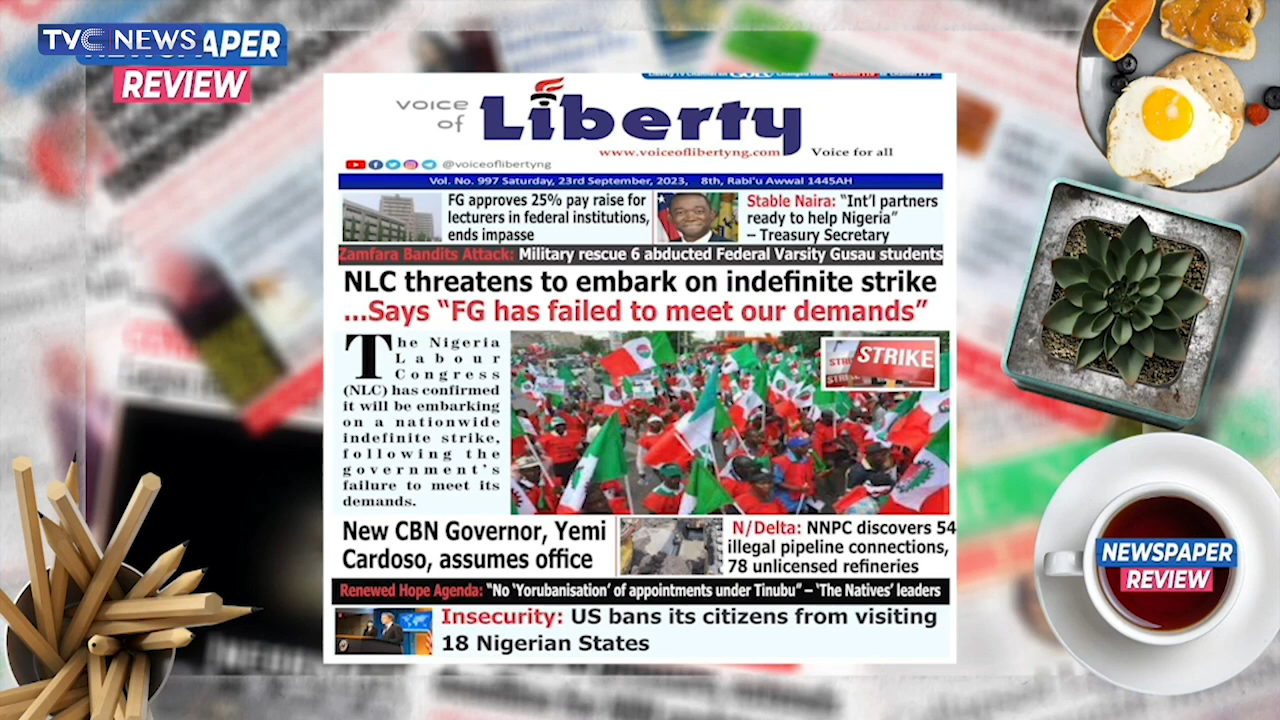 TVC NEWS
NEWSPAPER
REVIEW
VOICE
of
Liberty
www.voiceoflibertyng.com
Voice for all
@voiceoflibertyng
Vol. No. 997 Saturday, 23rd September, 2023, 8th, Rabi'u Awwal 1445AH
FG approves 25% pay raise for
lecturers in federal institutions,
ends impasse
Stable Naira: "Int'l partners
ready to help Nigeria"
– Treasury Secretary
Zamfara Bandits Attack: Military rescue 6 abducted Federal Varsity Gusau students
NLC threatens to embark on indefinite strike
...Says "FG has failed to meet our demands"
The Nigeria
Labour
Congress
(NLC) has confirmed
it will be embarking
on a nationwide
indefinite strike,
following the
government's
failure to meet its
demands.
STRIKE
STRIKE
New CBN Governor, Yemi
Cardoso, assumes office
N/Delta: NNPC discovers 54
illegal pipeline connections,
78 unlicensed refineries
Renewed Hope Agenda: "No 'Yorubanisation' of appointments under Tinubu" – 'The Natives' leaders
Insecurity: US bans its citizens from visiting
18 Nigerian States
NEWSPAPER
REVIEW